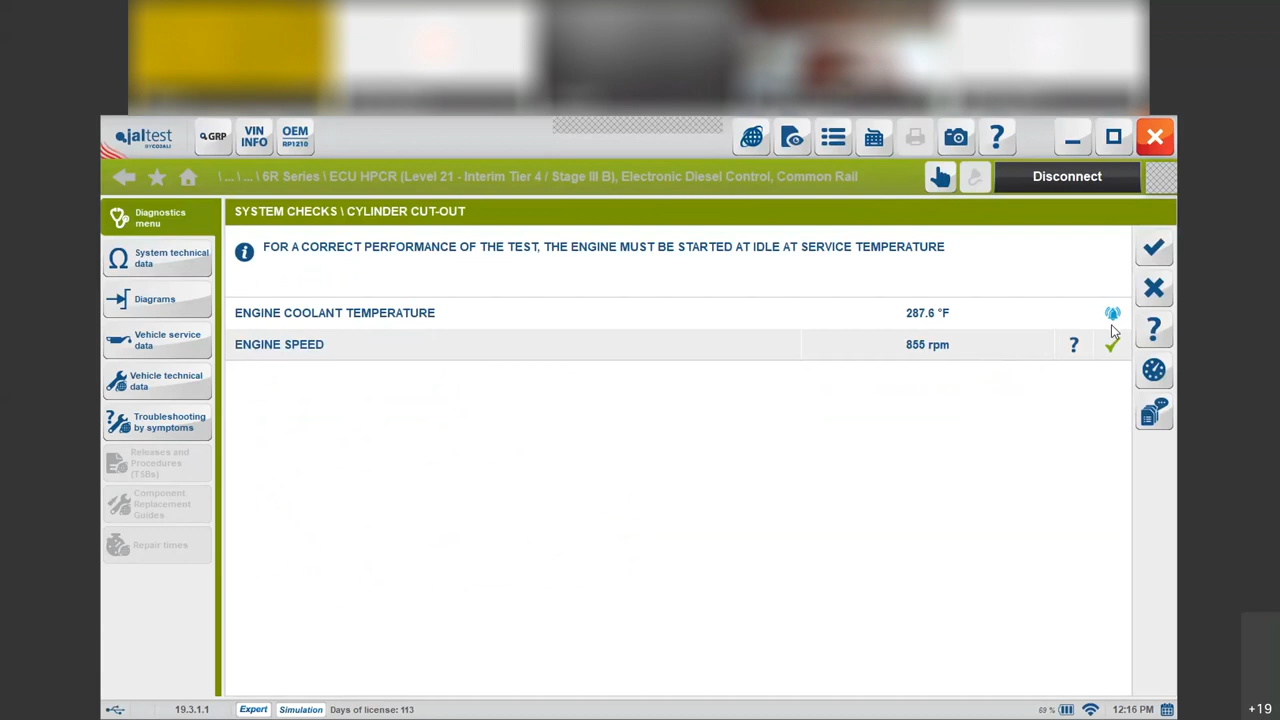 jaltest
BY COJALI
GRP
VIN
INFO
OEM
RP1210
?
\ ... \ ... \ 6R Series \ ECU HPCR (Level 21 - Interim Tier 4 / Stage III B), Electronic Diesel Control, Common Rail
Disconnect
Diagnostics
menu
System technical
data
Diagrams
Vehicle service
data
Vehicle technical
data
Troubleshooting
by symptoms
Releases and
Procedures
(TSBs)
Component
Replacement
Guides
Repair times
SYSTEM CHECKS \ CYLINDER CUT-OUT
FOR A CORRECT PERFORMANCE OF THE TEST, THE ENGINE MUST BE STARTED AT IDLE AT SERVICE TEMPERATURE
ENGINE COOLANT TEMPERATURE 287.6 °F
ENGINE SPEED 855 rpm ?
?
19.3.1.1 Expert Simulation Days of license: 113
69 % 12:16 PM
+19